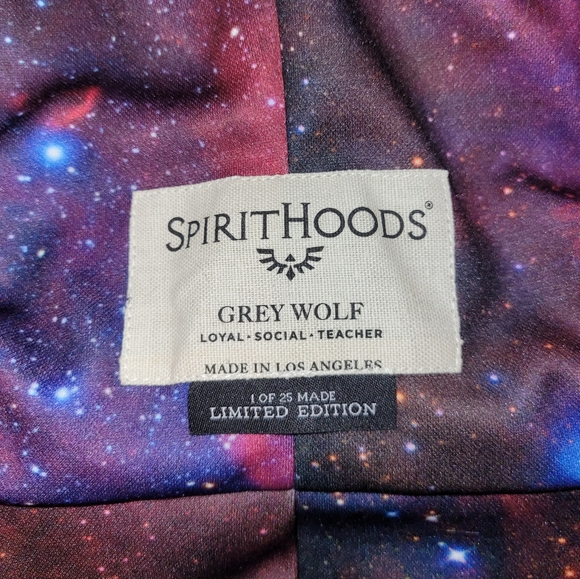 SPIRITHOODS®
GREY WOLF
LOYAL · SOCIAL · TEACHER
MADE IN LOS ANGELES
1 OF 25 MADE
LIMITED EDITION